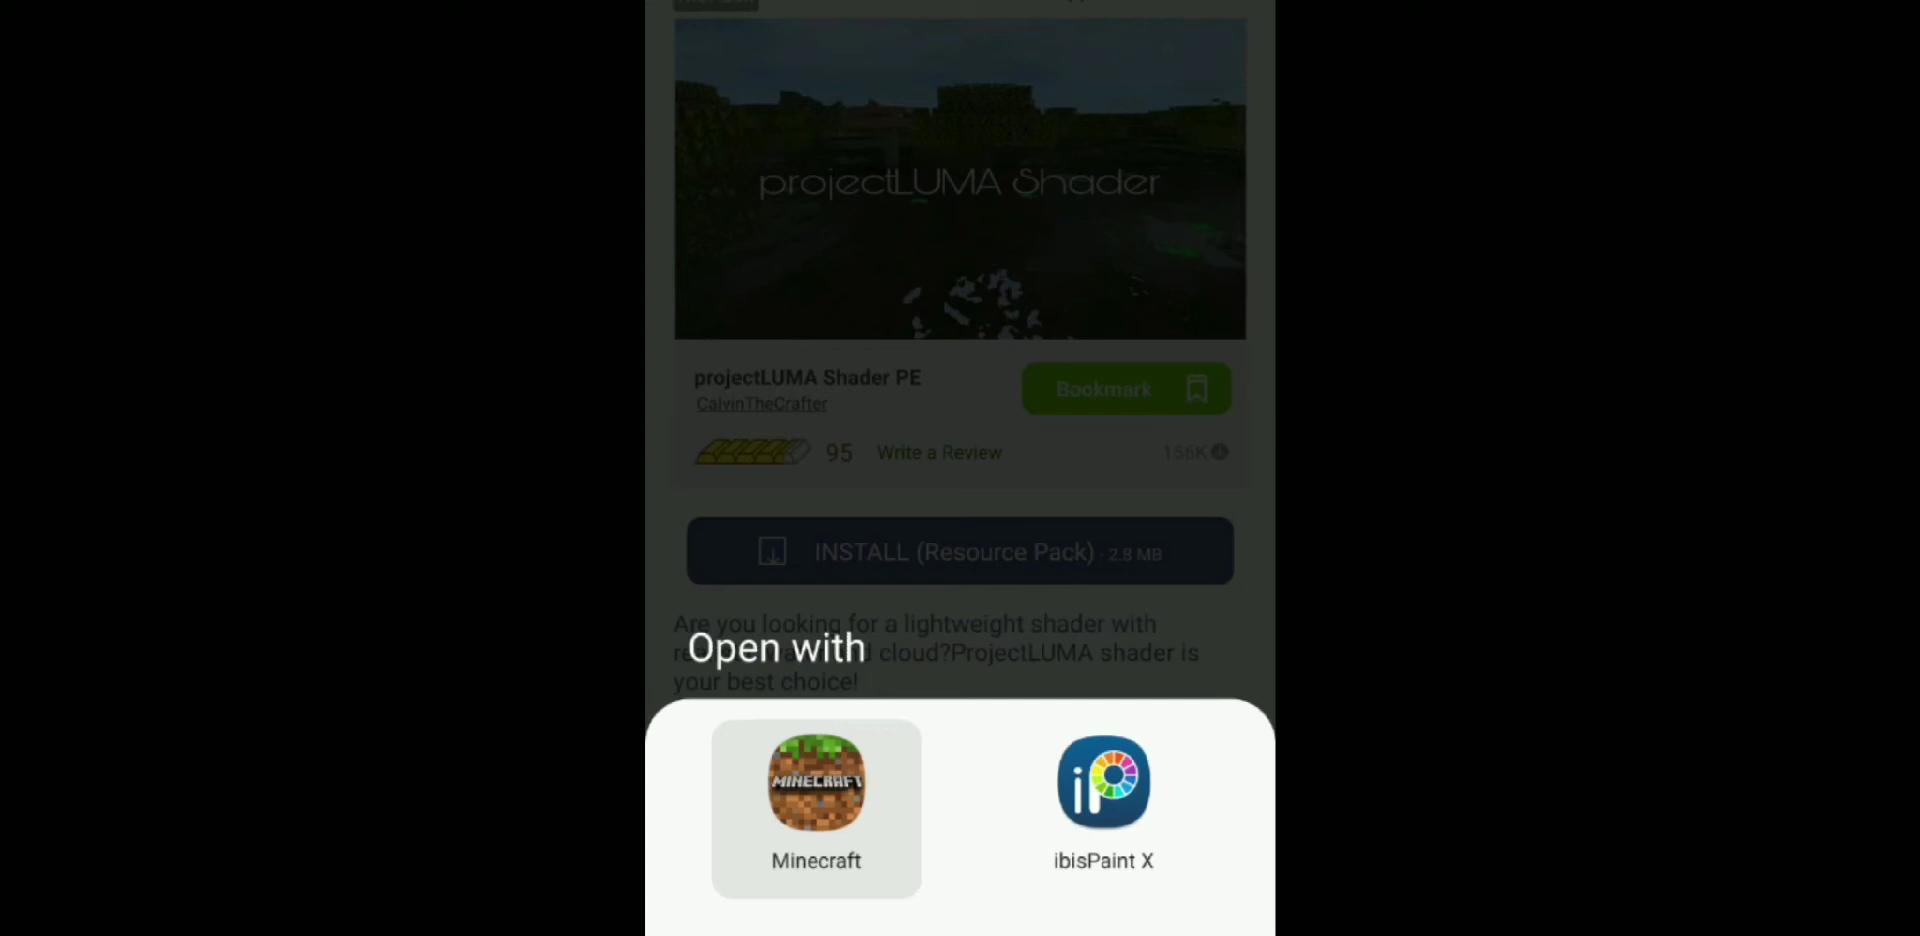 projectLUMA Shader
projectLUMA Shader PE
CalvinTheCrafter
Bookmark
95 Write a Review 156K
INSTALL (Resource Pack) - 2.8 MB
Are you looking for a lightweight shader with
cloud?ProjectLUMA shader is
your best choice!
Open with
MINECRAFT
iP
Minecraft
ibisPaint X